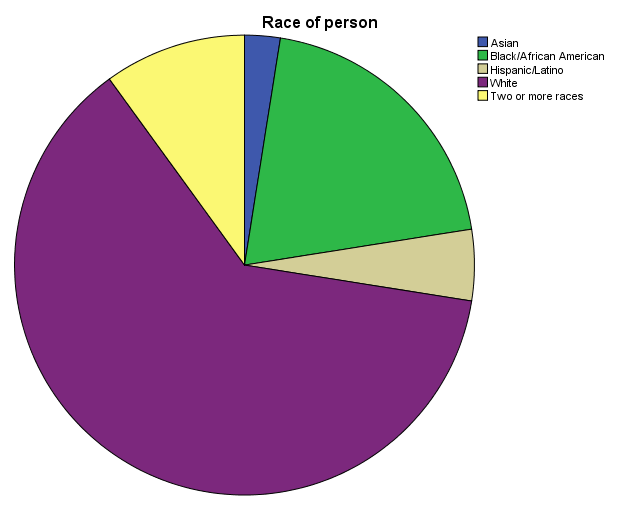 Race of person
Asian
Black/African American
Hispanic/Latino
White
Two or more races